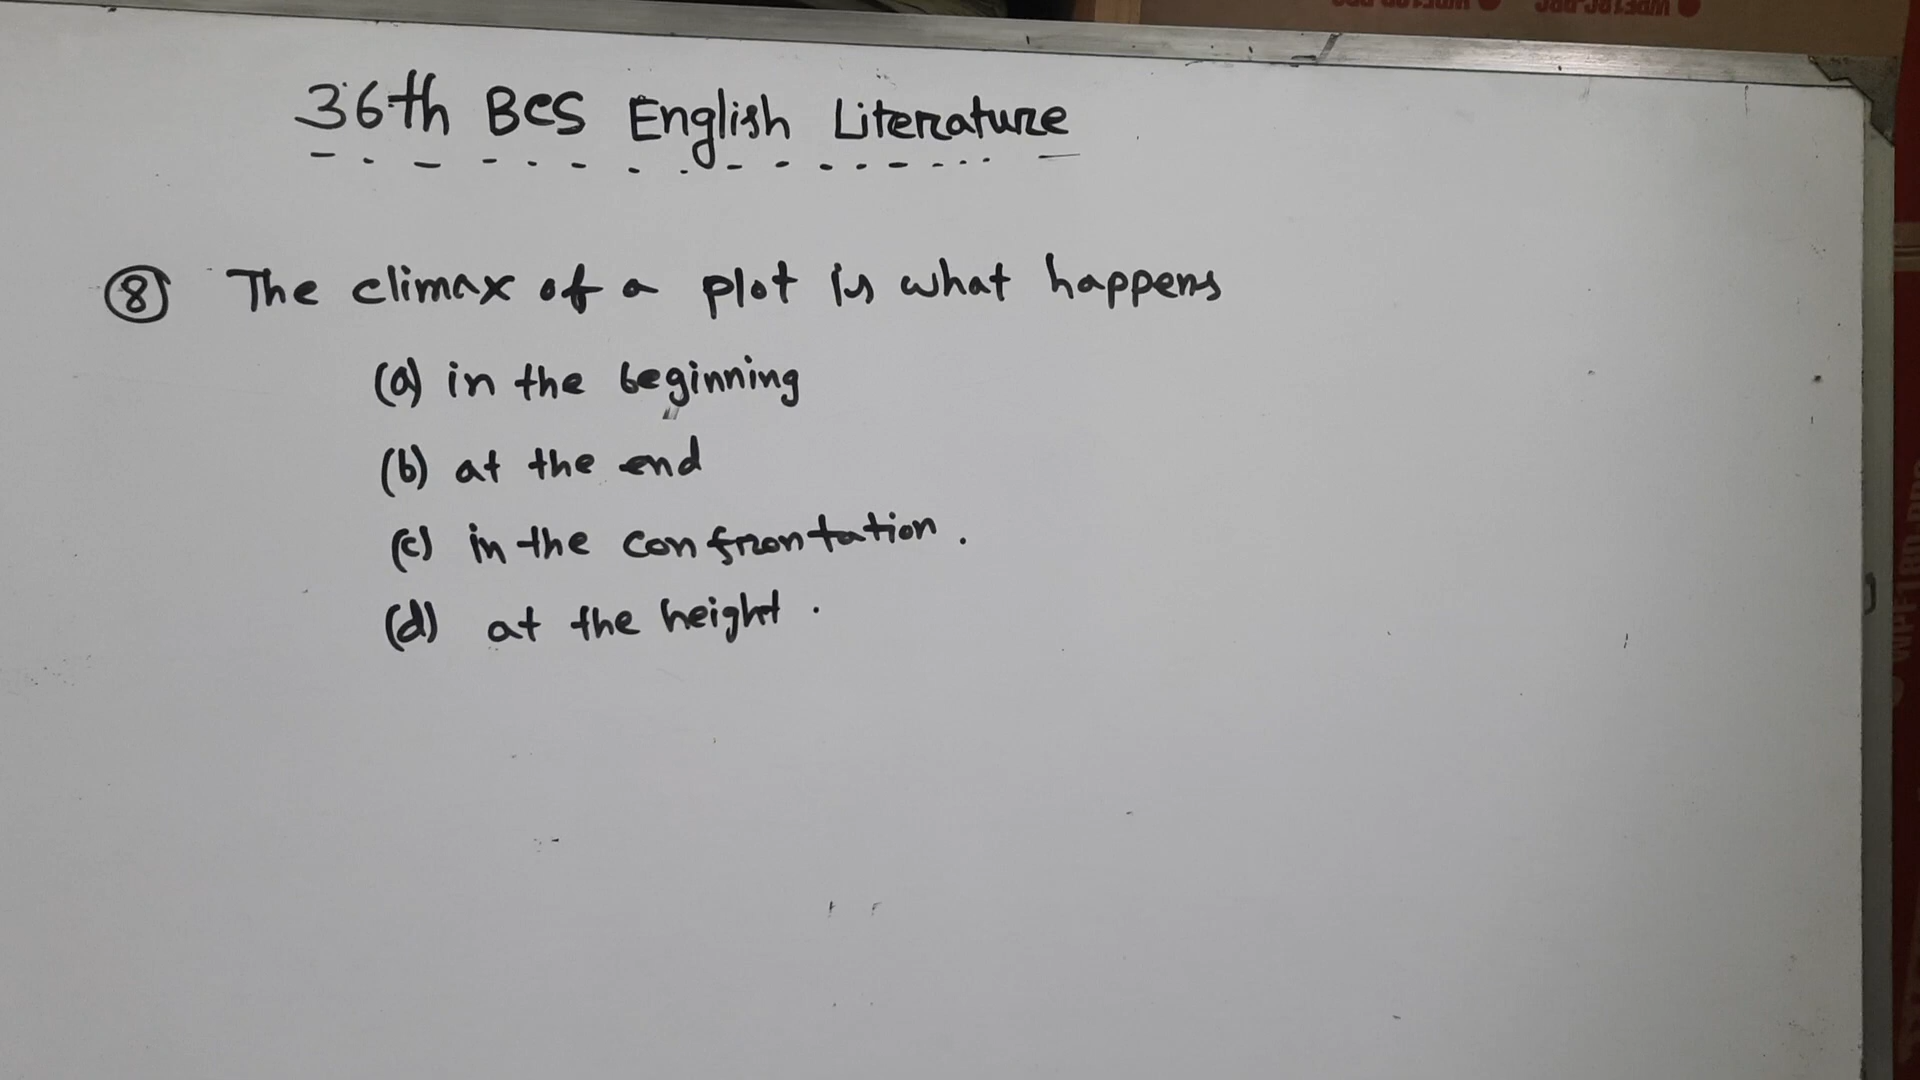 36th BCS English Literature
⑧ The climax of a plot is what happens
(a) in the beginning
(b) at the end
(c) in the confrontation.
(d) at the height.